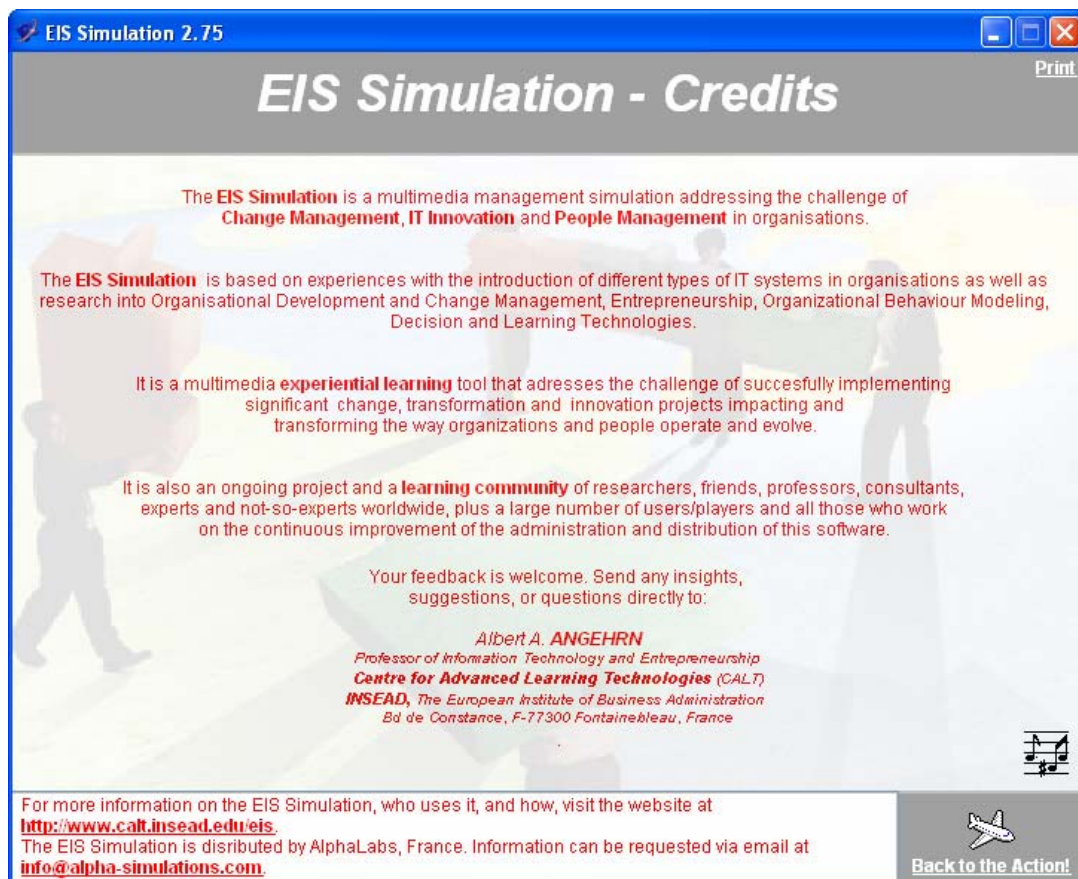 EIS Simulation 2.75
Print
EIS Simulation - Credits
The EIS Simulation is a multimedia management simulation addressing the challenge of
Change Management, IT Innovation and People Management in organisations.
The EIS Simulation is based on experiences with the introduction of different types of IT systems in organisations as well as
research into Organisational Development and Change Management, Entrepreneurship, Organizational Behaviour Modeling,
Decision and Learning Technologies.
It is a multimedia experiential learning tool that adresses the challenge of succesfully implementing
significant change, transformation and innovation projects impacting and
transforming the way organizations and people operate and evolve.
It is also an ongoing project and a learning community of researchers, friends, professors, consultants,
experts and not-so-experts worldwide, plus a large number of users/players and all those who work
on the continuous improvement of the administration and distribution of this software.
Your feedback is welcome. Send any insights,
suggestions, or questions directly to:
Albert A. ANGEHRN
Professor of Information Technology and Entrepreneurship
Centre for Advanced Learning Technologies (CALT)
INSEAD, The European Institute of Business Administration
Bd de Constance, F-77300 Fontainebleau, France
For more information on the EIS Simulation, who uses it, and how, visit the website at
http://www.calt.insead.edu/eis.
The EIS Simulation is disributed by AlphaLabs, France. Information can be requested via email at
info@alpha-simulations.com.
Back to the Action!